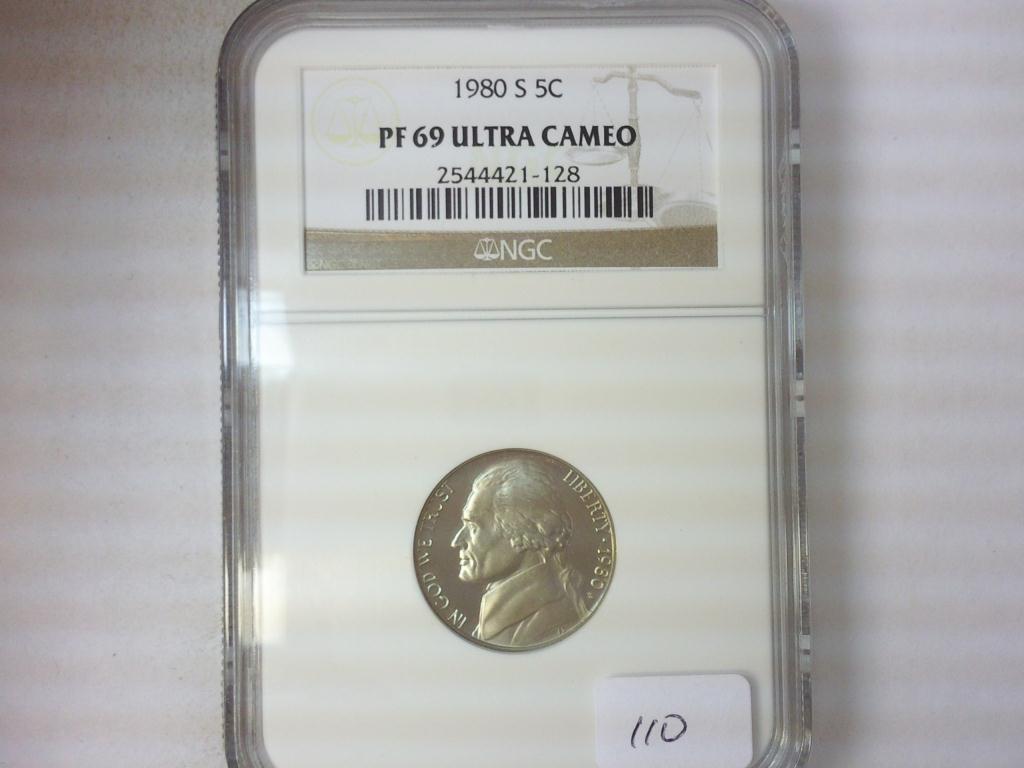 1980 S 5C
PF 69 ULTRA CAMEO
2544421-128
NGC
IN GOD WE TRUST
LIBERTY 1980
110